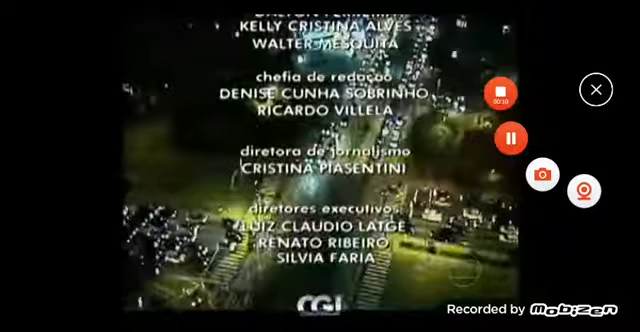 KELLY CRISTINA ALVES
WALTER MESQUITA
chefia de redação
DENISE CUNHA SOBRINHO
RICARDO VILLELA
diretora de jornalismo
CRISTINA PIASENTINI
diretores executivos
LUIZ CLAUDIO LATGE
RENATO RIBEIRO
SILVIA FARIA
CGJ
00:10
Recorded by Mobizen